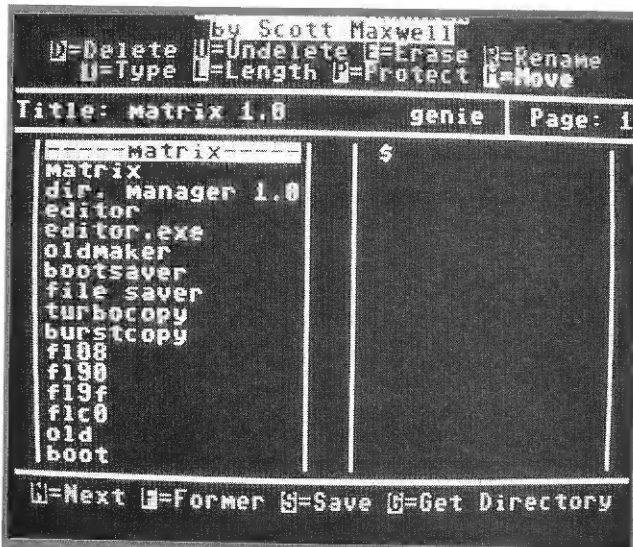 by Scott Maxwell
D=Delete U=Undelete E=Erase R=Rename
T=Type L=Length P=Protect M=Move
Title: matrix 1.0 genie Page: 1
-----matrix-----
matrix $
dir. manager 1.0
editor
editor.exe
oldmaker
bootsaver
file saver
turbocopy
burstcopy
f108
f190
f19f
f1c0
old
boot
N=Next F=Former S=Save G=Get Directory